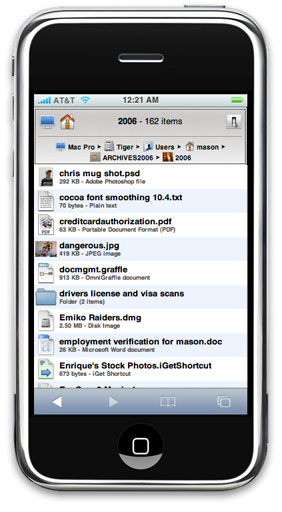 AT&T 12:21 AM
2006 - 162 items
Mac Pro ▸ Tiger ▸ Users ▸ mason ▸
ARCHIVES2006 ▸ 2006
chris mug shot.psd
292 KB - Adobe Photoshop file
cocoa font smoothing 10.4.txt
70 bytes - Plain text
creditcardauthorization.pdf
63 KB - Portable Document Format (PDF)
dangerous.jpg
419 KB - JPEG image
docmgmt.graffle
913 KB - OmniGraffle document
drivers license and visa scans
Folder (2 items)
Emiko Raiders.dmg
2.50 MB - Disk Image
employment verification for mason.doc
26 KB - Microsoft Word document
Enrique's Stock Photos.iGetShortcut
673 bytes - iGet Shortcut